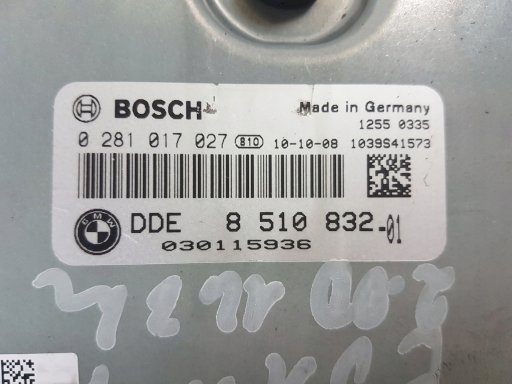 BOSCH Made in Germany
1255 0335
0 281 017 027 810 10-10-08 1039S41573
BMW DDE 8 510 832-01
030115936